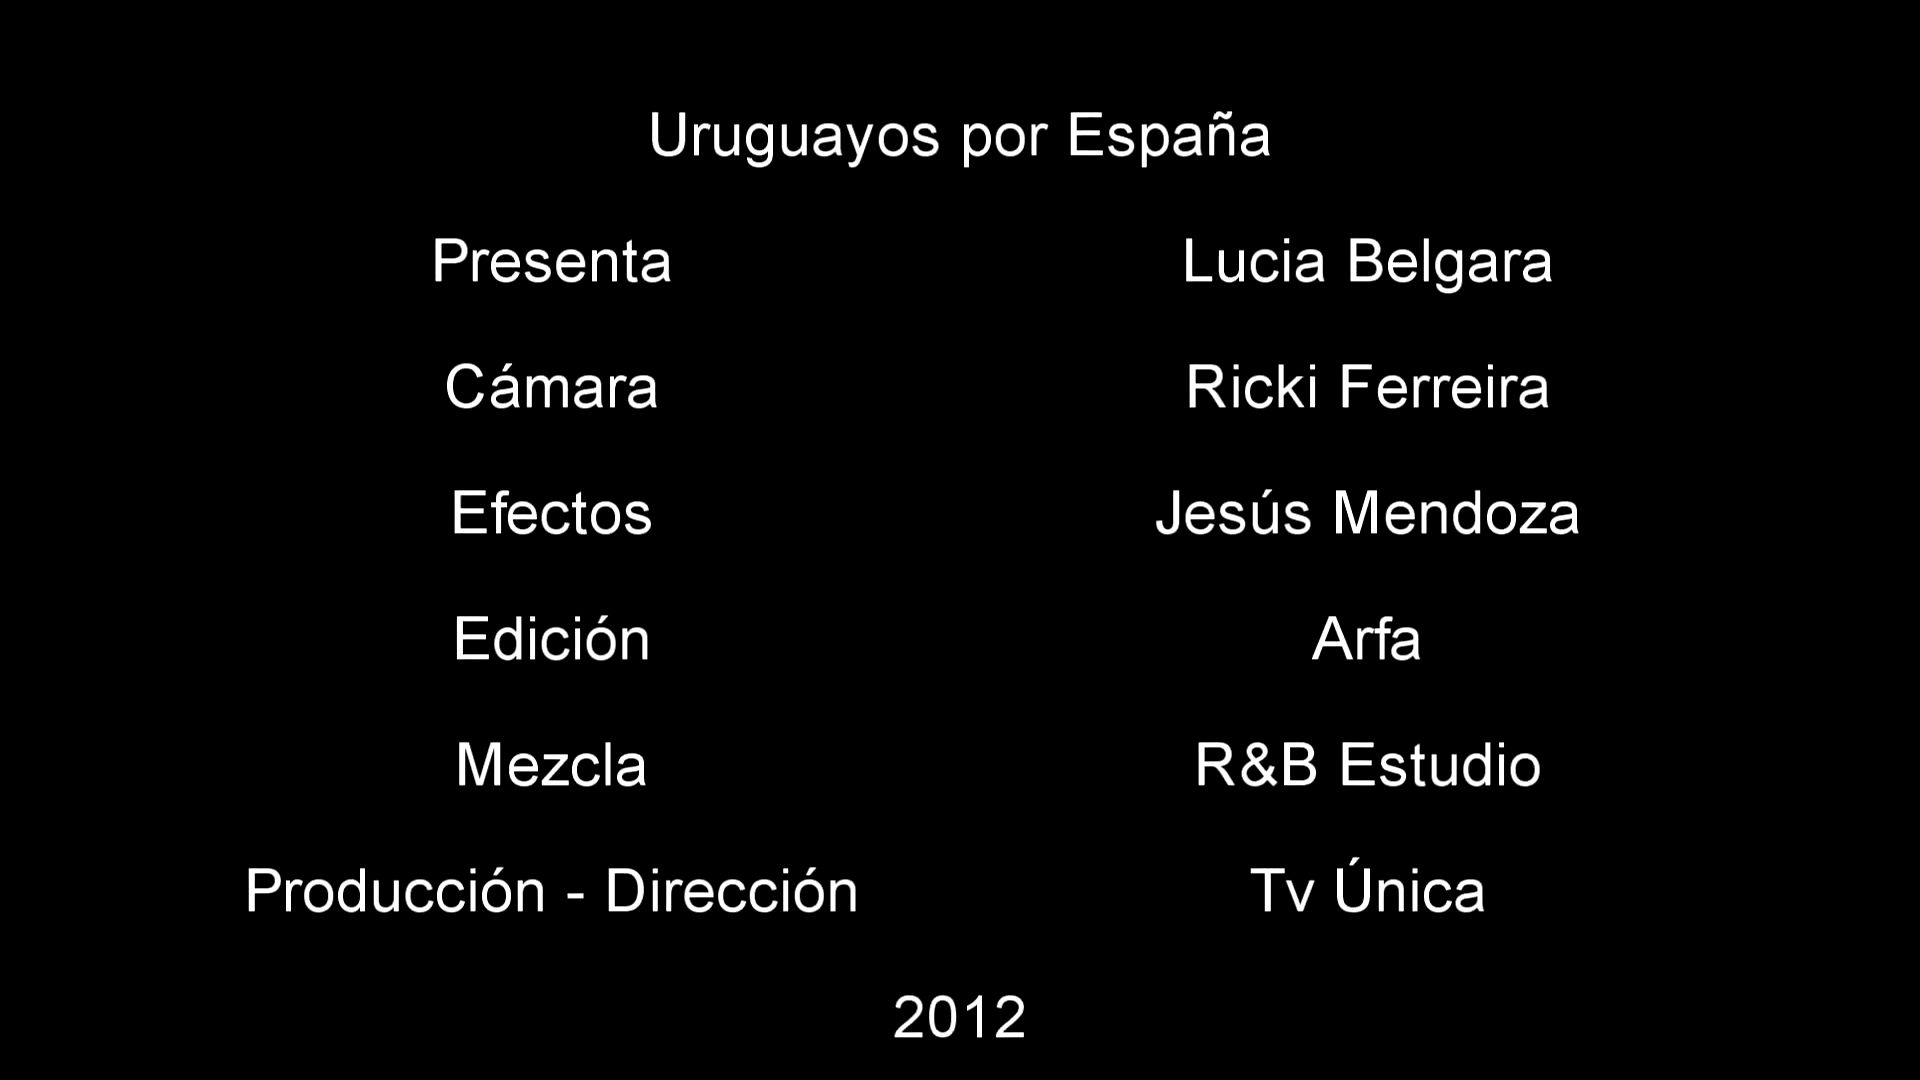 Uruguayos por España
Presenta Lucia Belgara
Cámara Ricki Ferreira
Efectos Jesús Mendoza
Edición Arfa
Mezcla R&B Estudio
Producción - Dirección Tv Única
2012